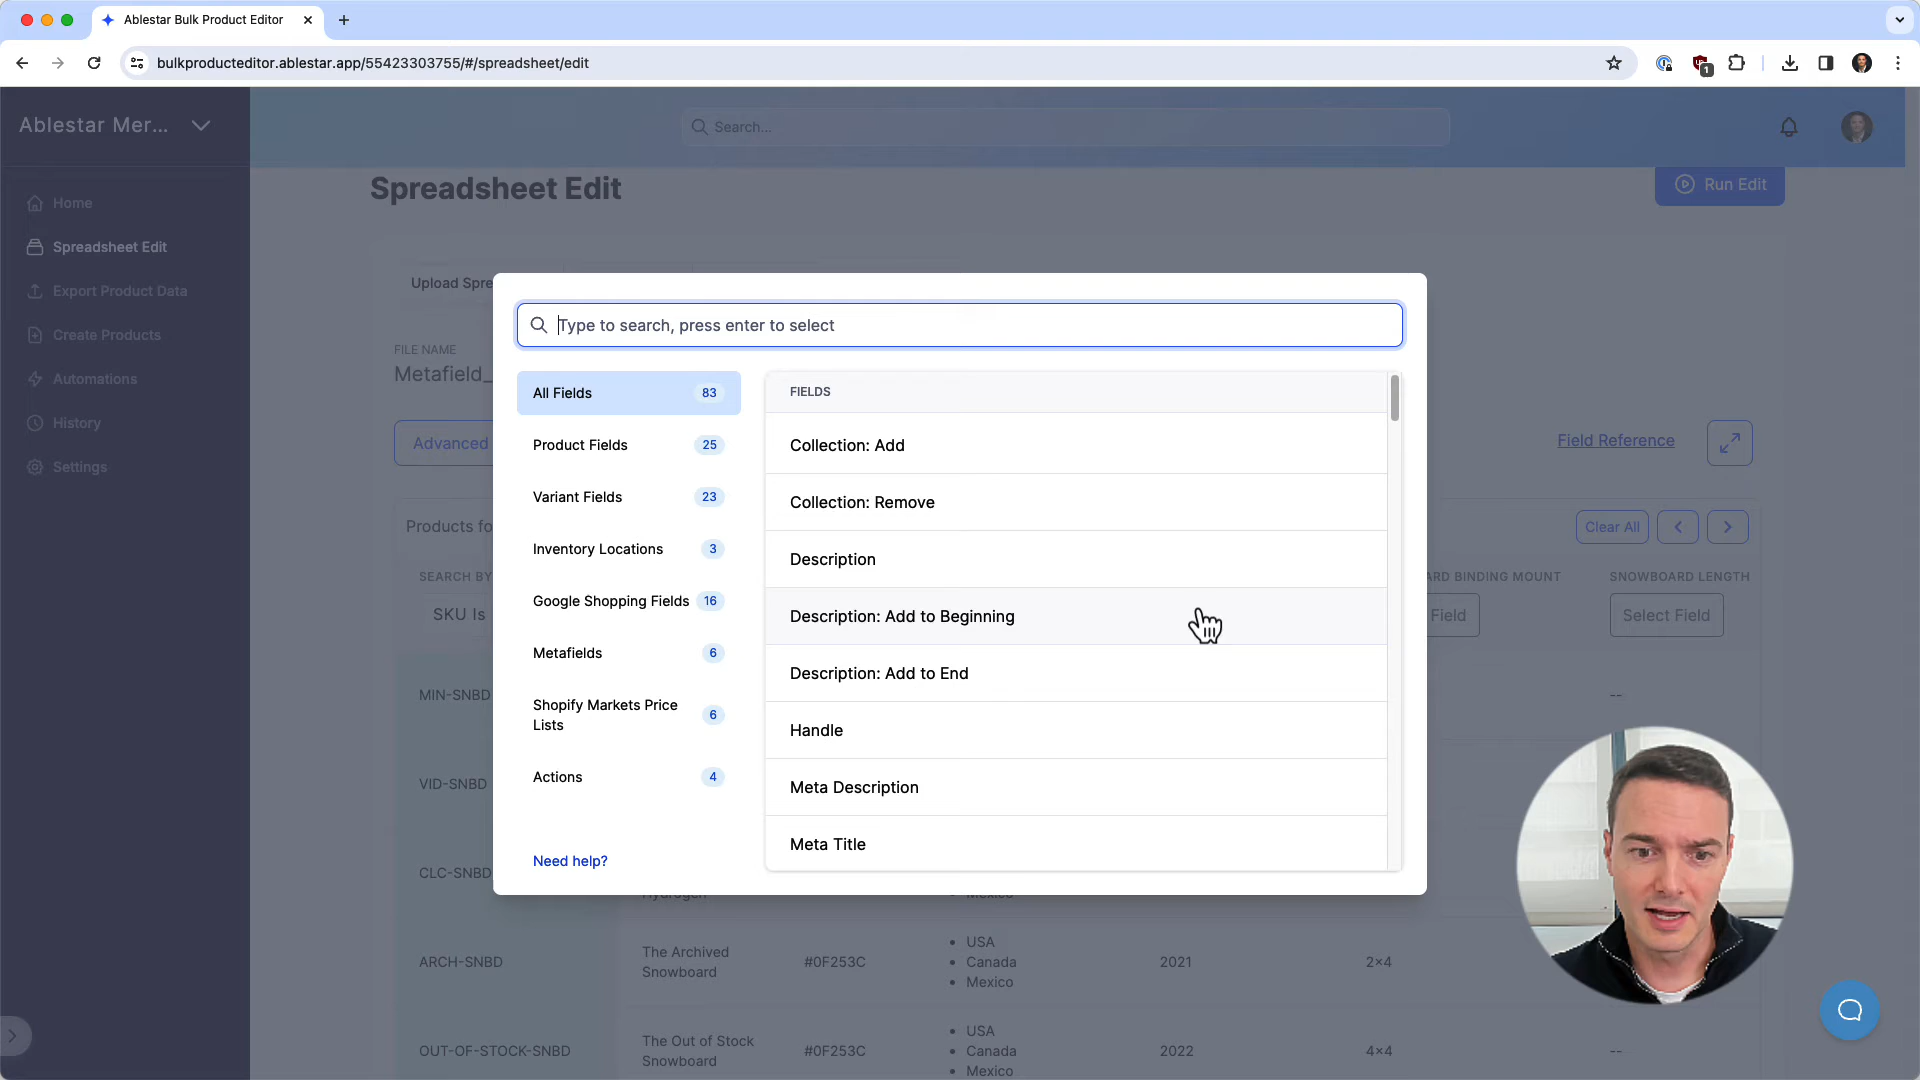 Ablestar Bulk Product Editor
bulkproducteditor.ablestar.app/55423303755/#/spreadsheet/edit
1
Ablestar Mer...
Search...
Home
Spreadsheet Edit
Export Product Data
Create Products
Automations
History
Settings
Spreadsheet Edit
Run Edit
Upload Spre
FILE NAME
Metafield_
Advanced
Field Reference
Products fo
Clear All
SEARCH BY
SKU Is
ARD BINDING MOUNT
SNOWBOARD LENGTH
Field
Select Field
Type to search, press enter to select
All Fields 83
Product Fields 25
Variant Fields 23
Inventory Locations 3
Google Shopping Fields 16
Metafields 6
Shopify Markets Price
Lists 6
Actions 4
Need help?
FIELDS
Collection: Add
Collection: Remove
Description
Description: Add to Beginning
Description: Add to End
Handle
Meta Description
Meta Title
MIN-SNBD
--
VID-SNBD
CLC-SNBD
Hydrogen
Mexico
ARCH-SNBD
The Archived
Snowboard
#0F253C
USA
Canada
Mexico
2021
2×4
OUT-OF-STOCK-SNBD
The Out of Stock
Snowboard
#0F253C
USA
Canada
Mexico
2022
4×4
--